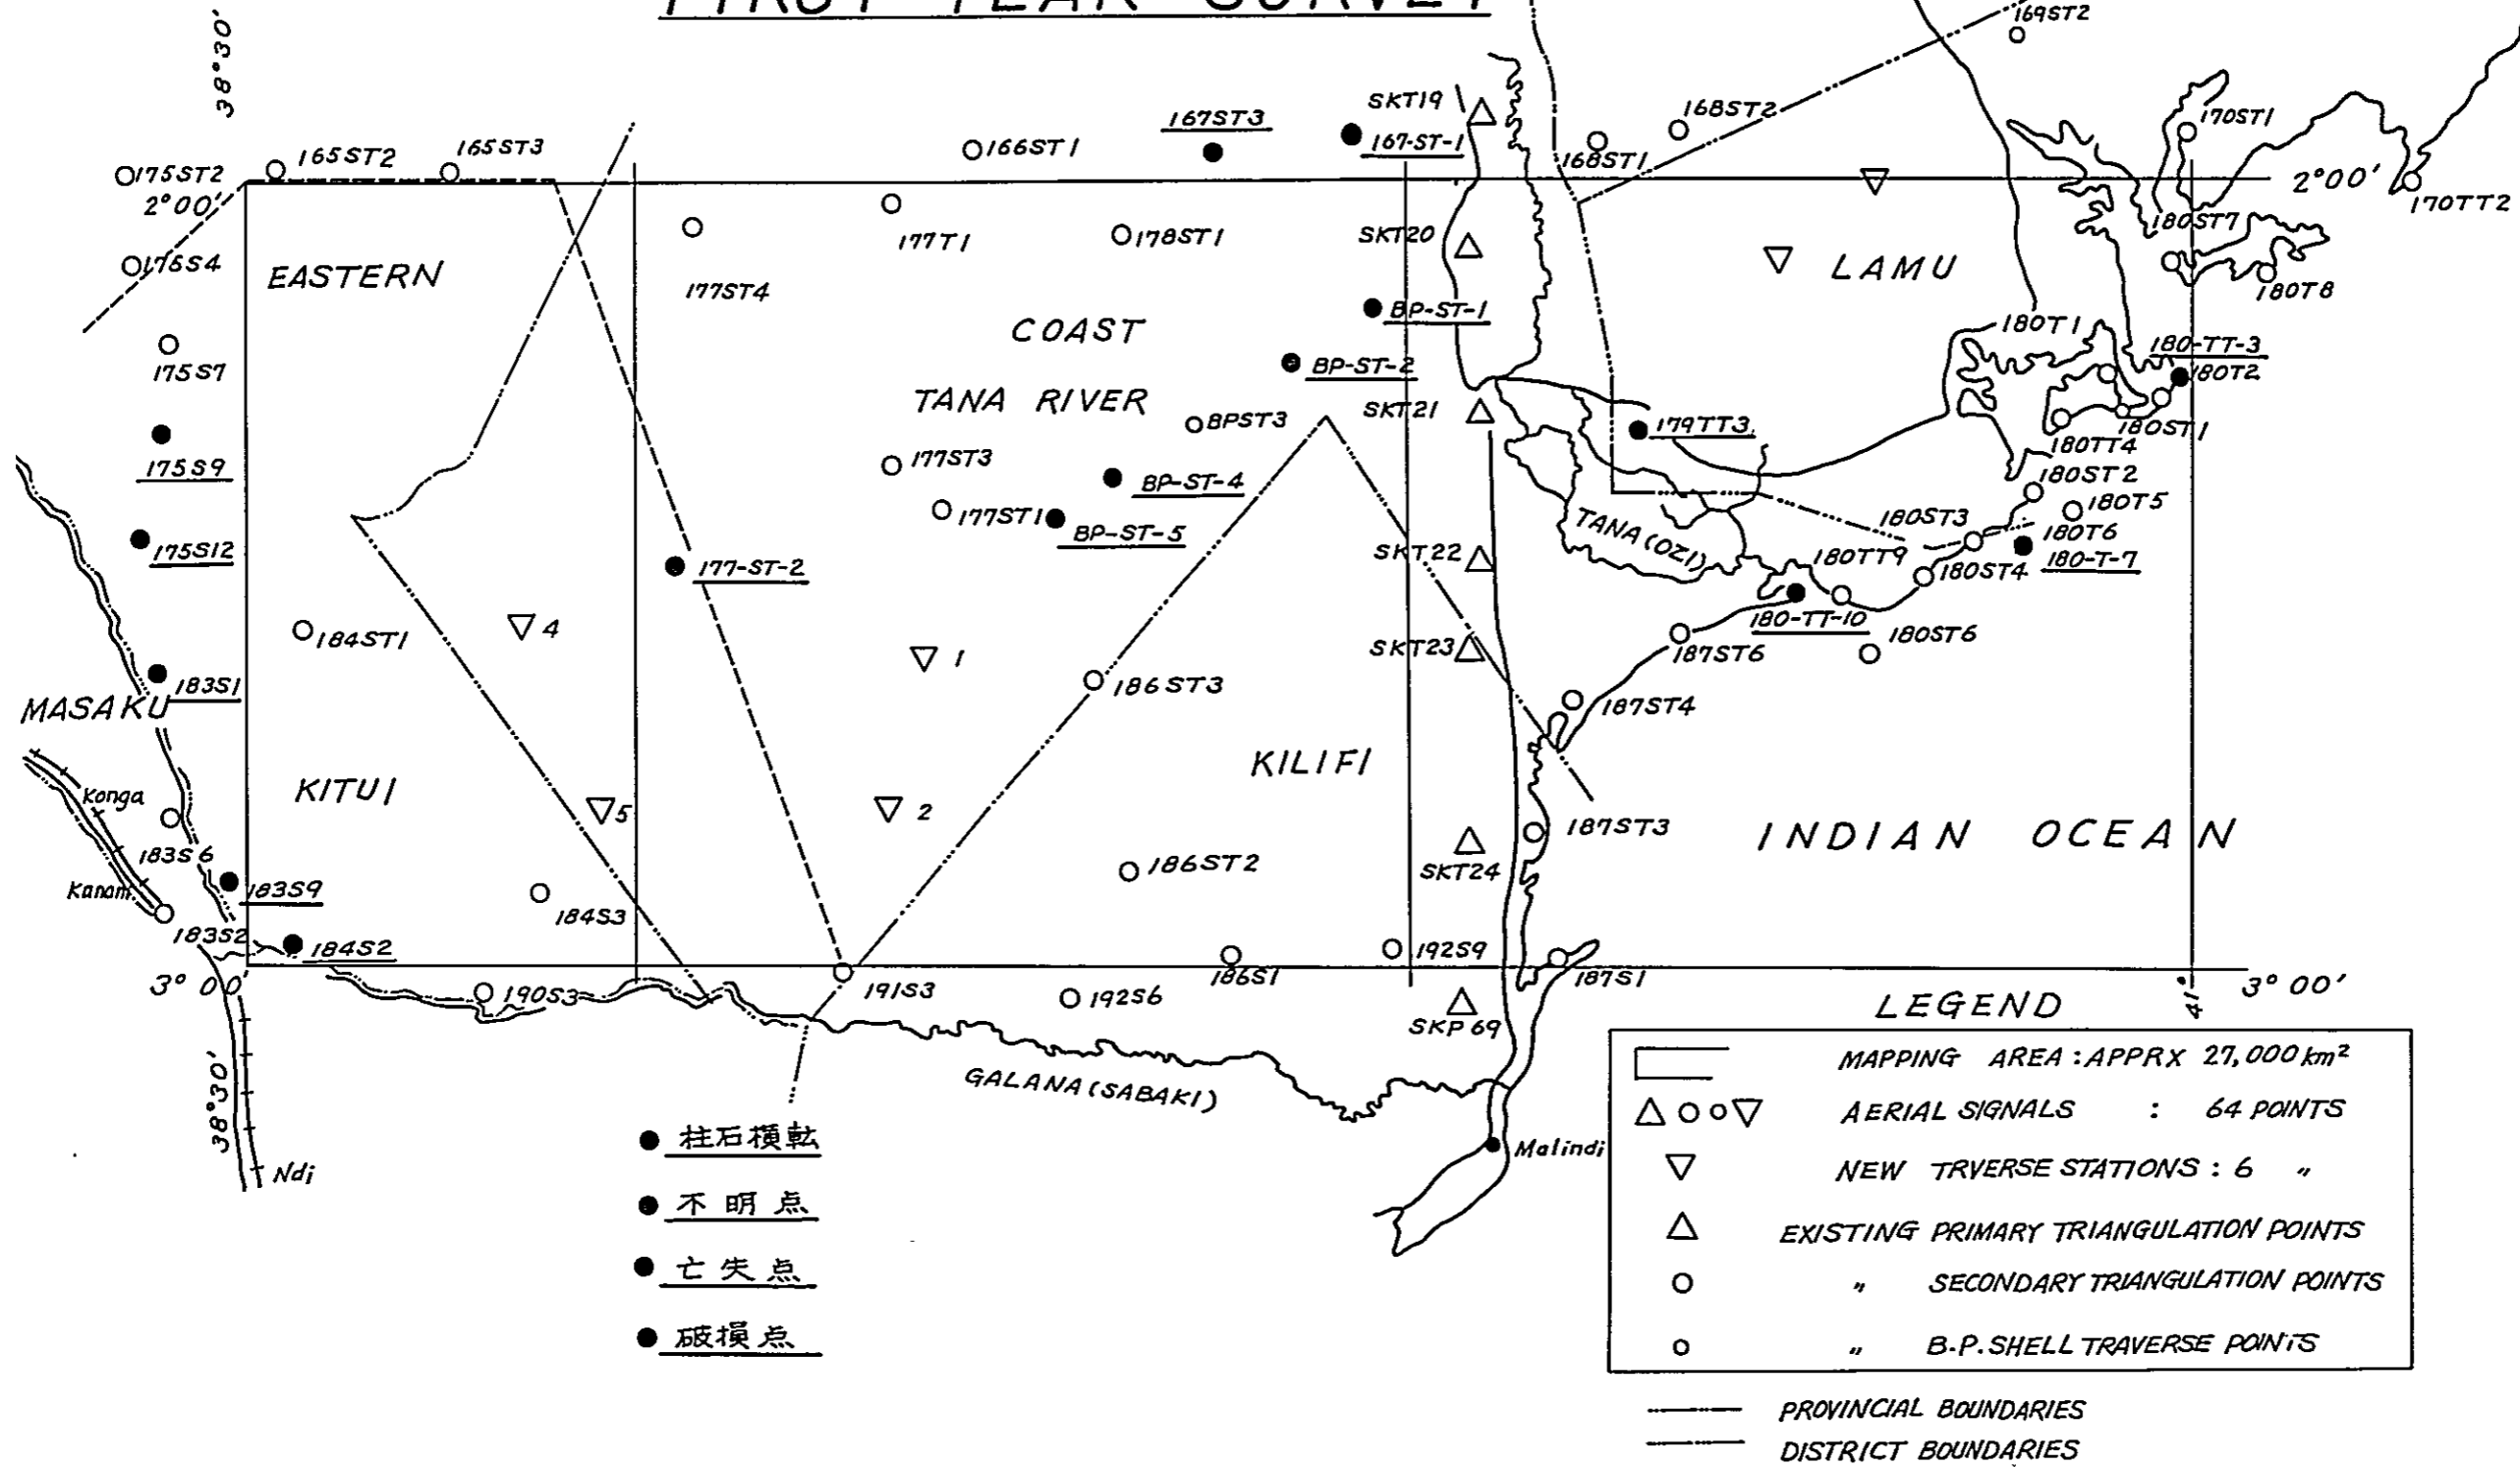 FIRST YEAR SURVEY
38°30'
169ST2
SKT19
168ST2
167ST3
167-ST-1
168ST1
170ST1
166ST1
165ST3
165ST2
175ST2
2°00'
2°00'
170TT2
177T1
178ST1
SKT20
180ST7
175S4
EASTERN
LAMU
177ST4
180T8
BP-ST-1
COAST
180T1
180-TT-3
175S7
BP-ST-2
180T2
TANA RIVER
SKT21
8PST3
179TT3
180ST1
180TT4
175S9
177ST3
BP-ST-4
180ST2
180T5
177ST1
BP-ST-5
TANA (OZI)
180ST3
180T6
175S12
177-ST-2
SKT22
180TT9
180ST4
180-T-7
184ST1
4
1
SKT23
180-TT-10
180ST6
187ST6
183S1
186ST3
187ST4
MASAKU
KILIFI
KITUI
Konga
5
2
187ST3
INDIAN OCEAN
183S6
186ST2
SKT24
Kanam
183S9
184S3
183S2
184S2
192S9
186S1
187S1
3°00
190S3
191S3
192S6
SKP69
41°
3°00'
38°30'
GALANA (SABAKI)
Ndi
Malindi
柱石横転
不明点
亡失点
破損点
LEGEND
MAPPING AREA : APPRX 27,000 km²
AERIAL SIGNALS : 64 POINTS
NEW TRVERSE STATIONS : 6 〃
EXISTING PRIMARY TRIANGULATION POINTS
〃 SECONDARY TRIANGULATION POINTS
〃 B.P. SHELL TRAVERSE POINTS
PROVINCIAL BOUNDARIES
DISTRICT BOUNDARIES